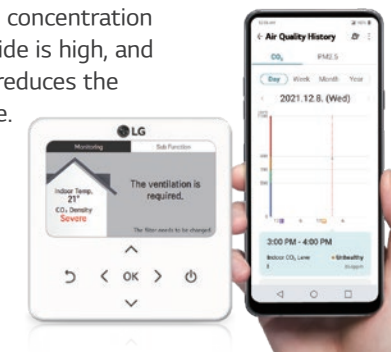 concentration
ide is high, and
reduces the
e.
LG
Monitoring
Sub Function
Indoor Temp.
21°
CO₂ Density
Severe
The ventilation is
required.
The filter needs to be changed
OK
Air Quality History
CO₂
PM2.5
Day
Week
Month
Year
2021.12.8. (Wed)
3:00 PM - 4:00 PM
Indoor CO₂ Level
Unhealthy